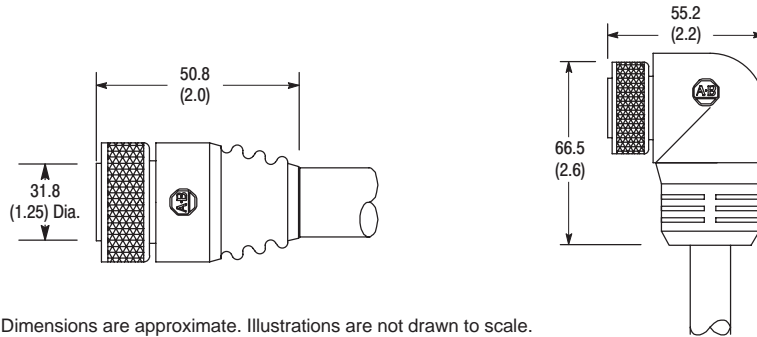 50.8
(2.0)
31.8
(1.25) Dia.
A·B
55.2
(2.2)
66.5
(2.6)
A·B
Dimensions are approximate. Illustrations are not drawn to scale.